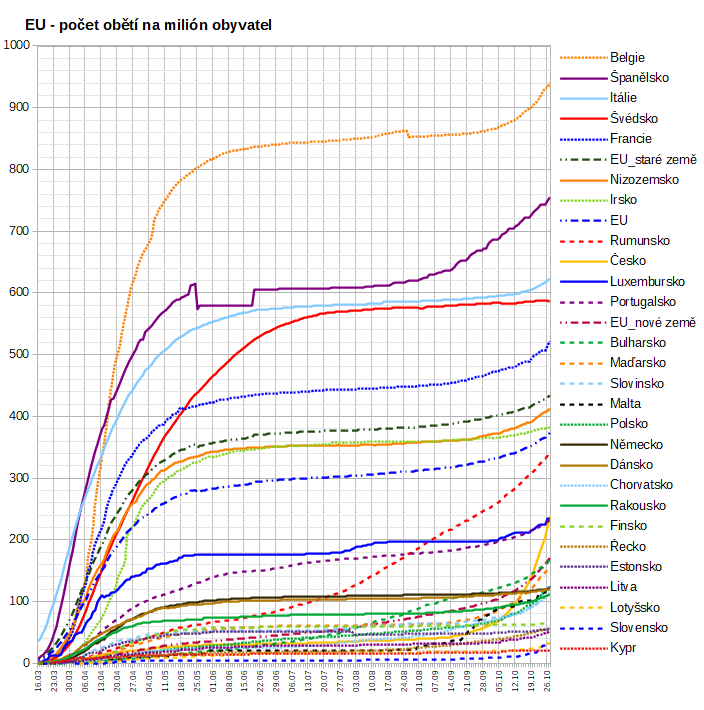 EU - počet obětí na milión obyvatel
1000
900
800
700
600
500
400
300
200
100
0
16.03
23.03
30.03
06.04
13.04
20.04
27.04
04.05
11.05
18.05
25.05
01.06
08.06
15.06
22.06
29.06
06.07
13.07
20.07
27.07
03.08
10.08
17.08
24.08
31.08
07.09
14.09
21.09
28.09
05.10
12.10
19.10
26.10
Belgie
Španělsko
Itálie
Švédsko
Francie
EU_staré země
Nizozemsko
Irsko
EU
Rumunsko
Česko
Luxembursko
Portugalsko
EU_nové země
Bulharsko
Maďarsko
Slovinsko
Malta
Polsko
Německo
Dánsko
Chorvatsko
Rakousko
Finsko
Řecko
Estonsko
Litva
Lotyšsko
Slovensko
Kypr